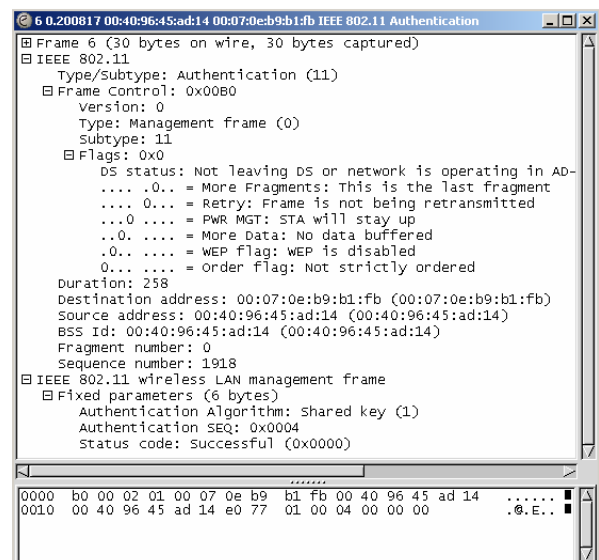 6 0.200817 00:40:96:45:ad:14 00:07:0e:b9:b1:fb IEEE 802.11 Authentication
Frame 6 (30 bytes on wire, 30 bytes captured)
IEEE 802.11
Type/Subtype: Authentication (11)
Frame Control: 0x00B0
Version: 0
Type: Management frame (0)
Subtype: 11
Flags: 0x0
DS status: Not leaving DS or network is operating in AD-
.... .0.. = More Fragments: This is the last fragment
.... 0... = Retry: Frame is not being retransmitted
...0 .... = PWR MGT: STA will stay up
..0. .... = More Data: No data buffered
.0.. .... = WEP flag: WEP is disabled
0... .... = Order flag: Not strictly ordered
Duration: 258
Destination address: 00:07:0e:b9:b1:fb (00:07:0e:b9:b1:fb)
Source address: 00:40:96:45:ad:14 (00:40:96:45:ad:14)
BSS Id: 00:40:96:45:ad:14 (00:40:96:45:ad:14)
Fragment number: 0
Sequence number: 1918
IEEE 802.11 wireless LAN management frame
Fixed parameters (6 bytes)
Authentication Algorithm: Shared key (1)
Authentication SEQ: 0x0004
Status code: Successful (0x0000)
0000 b0 00 02 01 00 07 0e b9 b1 fb 00 40 96 45 ad 14 ......
0010 00 40 96 45 ad 14 e0 77 01 00 04 00 00 00 .@.E..